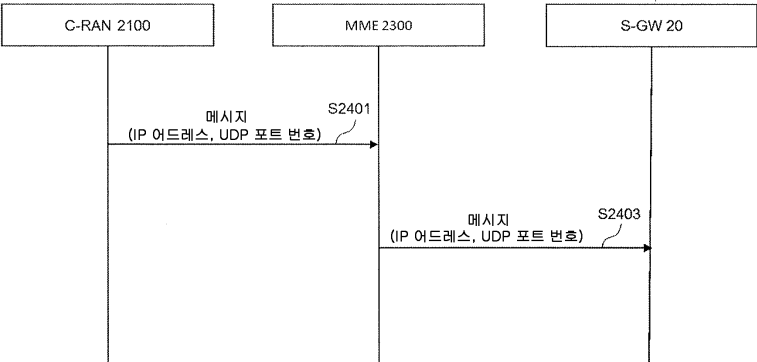 C-RAN 2100
MME 2300
S-GW 20
메시지
(IP 어드레스, UDP 포트 번호)
S2401
메시지
(IP 어드레스, UDP 포트 번호)
S2403